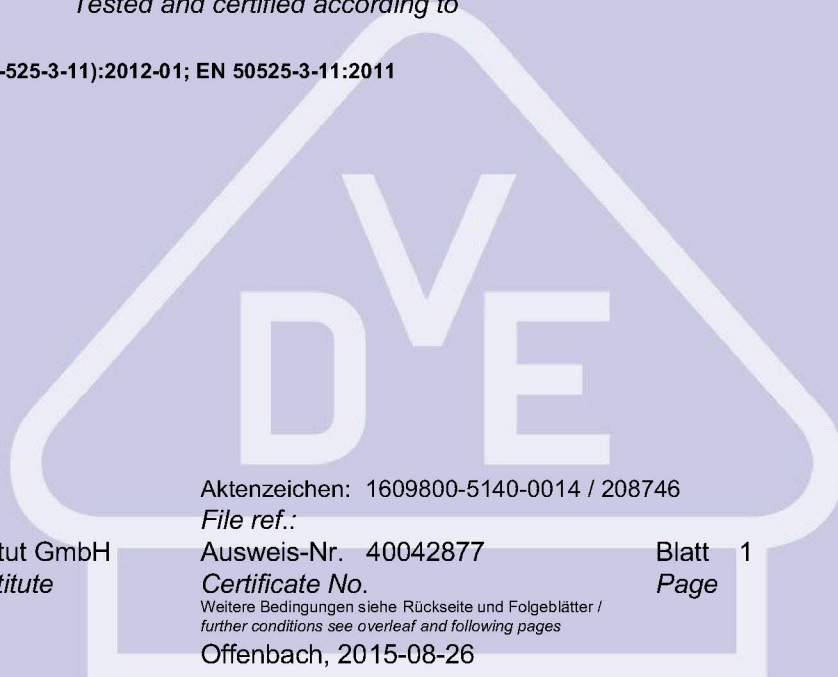 Tested and certified according to
-525-3-11):2012-01; EN 50525-3-11:2011
DVE
Aktenzeichen: 1609800-5140-0014 / 208746
File ref.:
tut GmbH Ausweis-Nr. 40042877 Blatt 1
titute Certificate No. Page
Weitere Bedingungen siehe Rückseite und Folgeblätter /
further conditions see overleaf and following pages
Offenbach, 2015-08-26